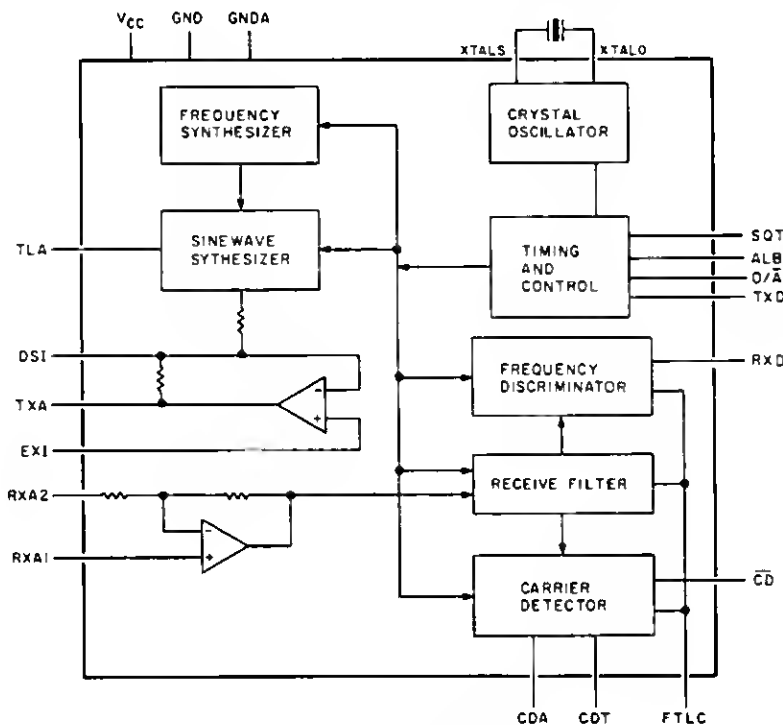 VCC GND GNDA
XTALS XTALO
FREQUENCY
SYNTHESIZER
CRYSTAL
OSCILLATOR
TLA
SINEWAVE
SYTHESIZER
TIMING
AND
CONTROL
SQT
ALB
O/A̅
TXD
DSI
TXA
EXI
FREQUENCY
DISCRIMINATOR
RXD
RXA2
RXA1
RECEIVE FILTER
CARRIER
DETECTOR
C̅D̅
CDA CDT FTLC
- +
- +